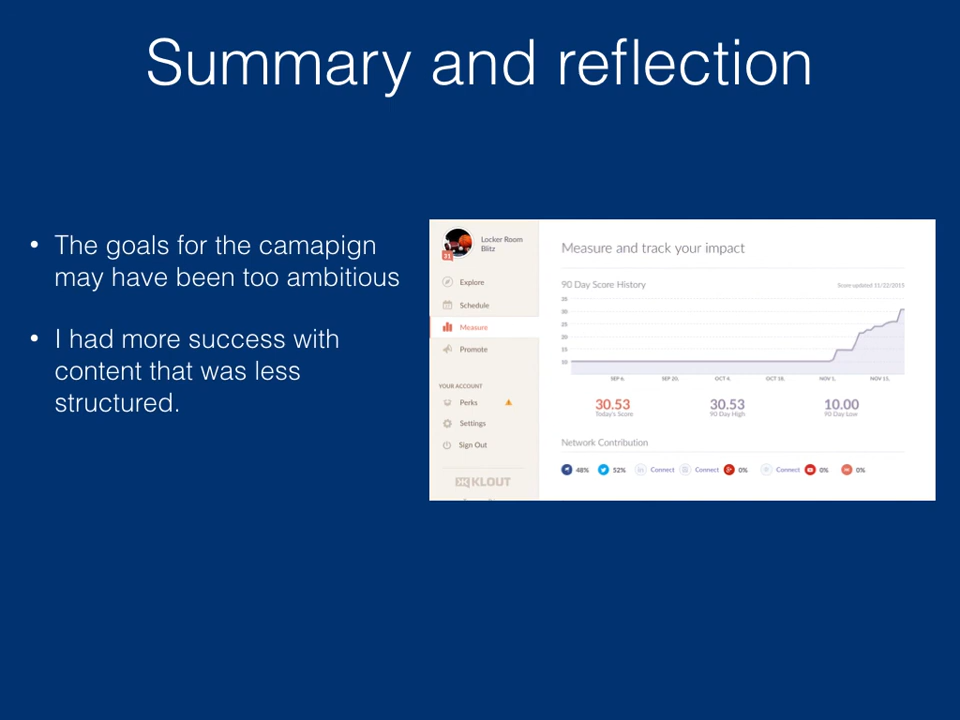 Summary and reflection
• The goals for the camapign
may have been too ambitious
• I had more success with
content that was less
structured.
Locker Room
Blitz
31
Explore
Schedule
Measure
Promote
YOUR ACCOUNT
Perks
Settings
Sign Out
KLOUT
Measure and track your impact
90 Day Score History
Score updated 11/22/2015
35
30
25
20
15
10
SEP 6. SEP 20. OCT 4. OCT 18. NOV 1. NOV 15.
30.53 30.53 10.00
Today's Score 90 Day High 90 Day Low
Network Contribution
48% 52% Connect Connect 0% Connect 0% 0%